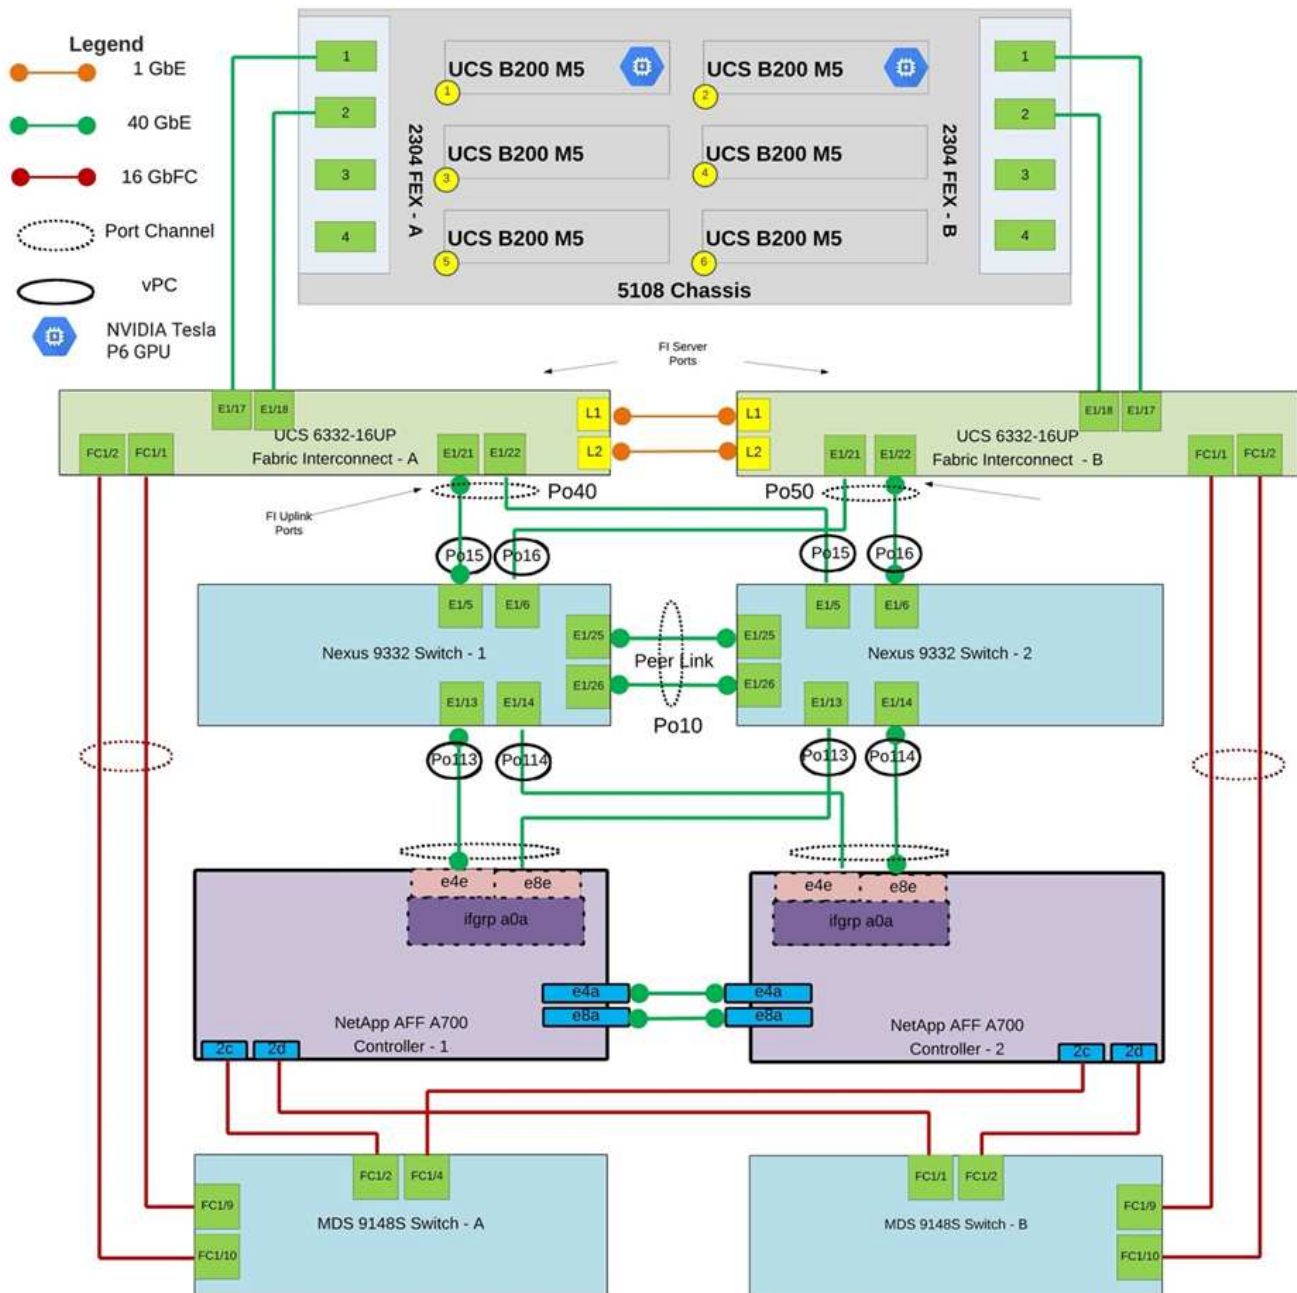 Legend
1 GbE
40 GbE
16 GbFC
Port Channel
vPC
NVIDIA Tesla
P6 GPU
1
2
3
4
2304 FEX - A
UCS B200 M5
1
UCS B200 M5
2
UCS B200 M5
3
UCS B200 M5
4
UCS B200 M5
5
UCS B200 M5
6
5108 Chassis
2304 FEX - B
1
2
3
4
FI Server
Ports
E1/17
E1/18
UCS 6332-16UP
Fabric Interconnect - A
FC1/2
FC1/1
E1/21
E1/22
L1
L2
L1
L2
E1/18
E1/17
UCS 6332-16UP
Fabric Interconnect - B
E1/21
E1/22
FC1/1
FC1/2
Po40
Po50
FI Uplink
Ports
Po15
Po16
Po15
Po16
E1/5
E1/6
E1/25
E1/26
Nexus 9332 Switch - 1
E1/13
E1/14
Peer Link
Po10
E1/5
E1/6
E1/25
E1/26
Nexus 9332 Switch - 2
E1/13
E1/14
Po113
Po114
Po113
Po114
e4e
e8e
ifgrp a0a
e4a
e8a
NetApp AFF A700
Controller - 1
2c
2d
e4e
e8e
ifgrp a0a
e4a
e8a
NetApp AFF A700
Controller - 2
2c
2d
FC1/2
FC1/4
FC1/9
FC1/10
MDS 9148S Switch - A
FC1/1
FC1/2
FC1/9
FC1/10
MDS 9148S Switch - B